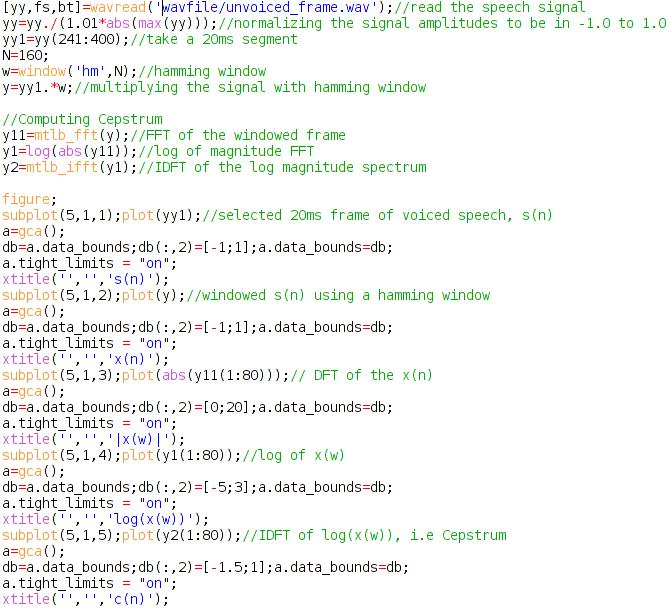 [yy,fs,bt]=wavread('wavfile/unvoiced_frame.wav');//read the speech signal
yy=yy./(1.01*abs(max(yy)));//normalizing the signal amplitudes to be in -1.0 to 1.0
yy1=yy(241:400);//take a 20ms segment
N=160;
w=window('hm',N);//hamming window
y=yy1.*w;//multiplying the signal with hamming window

//Computing Cepstrum
y11=mtlb_fft(y);//FFT of the windowed frame
y1=log(abs(y11));//log of magnitude FFT
y2=mtlb_ifft(y1);//IDFT of the log magnitude spectrum

figure;
subplot(5,1,1);plot(yy1);//selected 20ms frame of voiced speech, s(n)
a=gca();
db=a.data_bounds;db(:,2)=[-1;1];a.data_bounds=db;
a.tight_limits = "on";
xtitle('','','s(n)');
subplot(5,1,2);plot(y);//windowed s(n) using a hamming window
a=gca();
db=a.data_bounds;db(:,2)=[-1;1];a.data_bounds=db;
a.tight_limits = "on";
xtitle('','','x(n)');
subplot(5,1,3);plot(abs(y11(1:80)));// DFT of the x(n)
a=gca();
db=a.data_bounds;db(:,2)=[0;20];a.data_bounds=db;
a.tight_limits = "on";
xtitle('','','|x(w)|');
subplot(5,1,4);plot(y1(1:80));//log of x(w)
a=gca();
db=a.data_bounds;db(:,2)=[-5;3];a.data_bounds=db;
a.tight_limits = "on";
xtitle('','','log(x(w))');
subplot(5,1,5);plot(y2(1:80));//IDFT of log(x(w)), i.e Cepstrum
a=gca();
db=a.data_bounds;db(:,2)=[-1.5;1];a.data_bounds=db;
a.tight_limits = "on";
xtitle('','','c(n)');